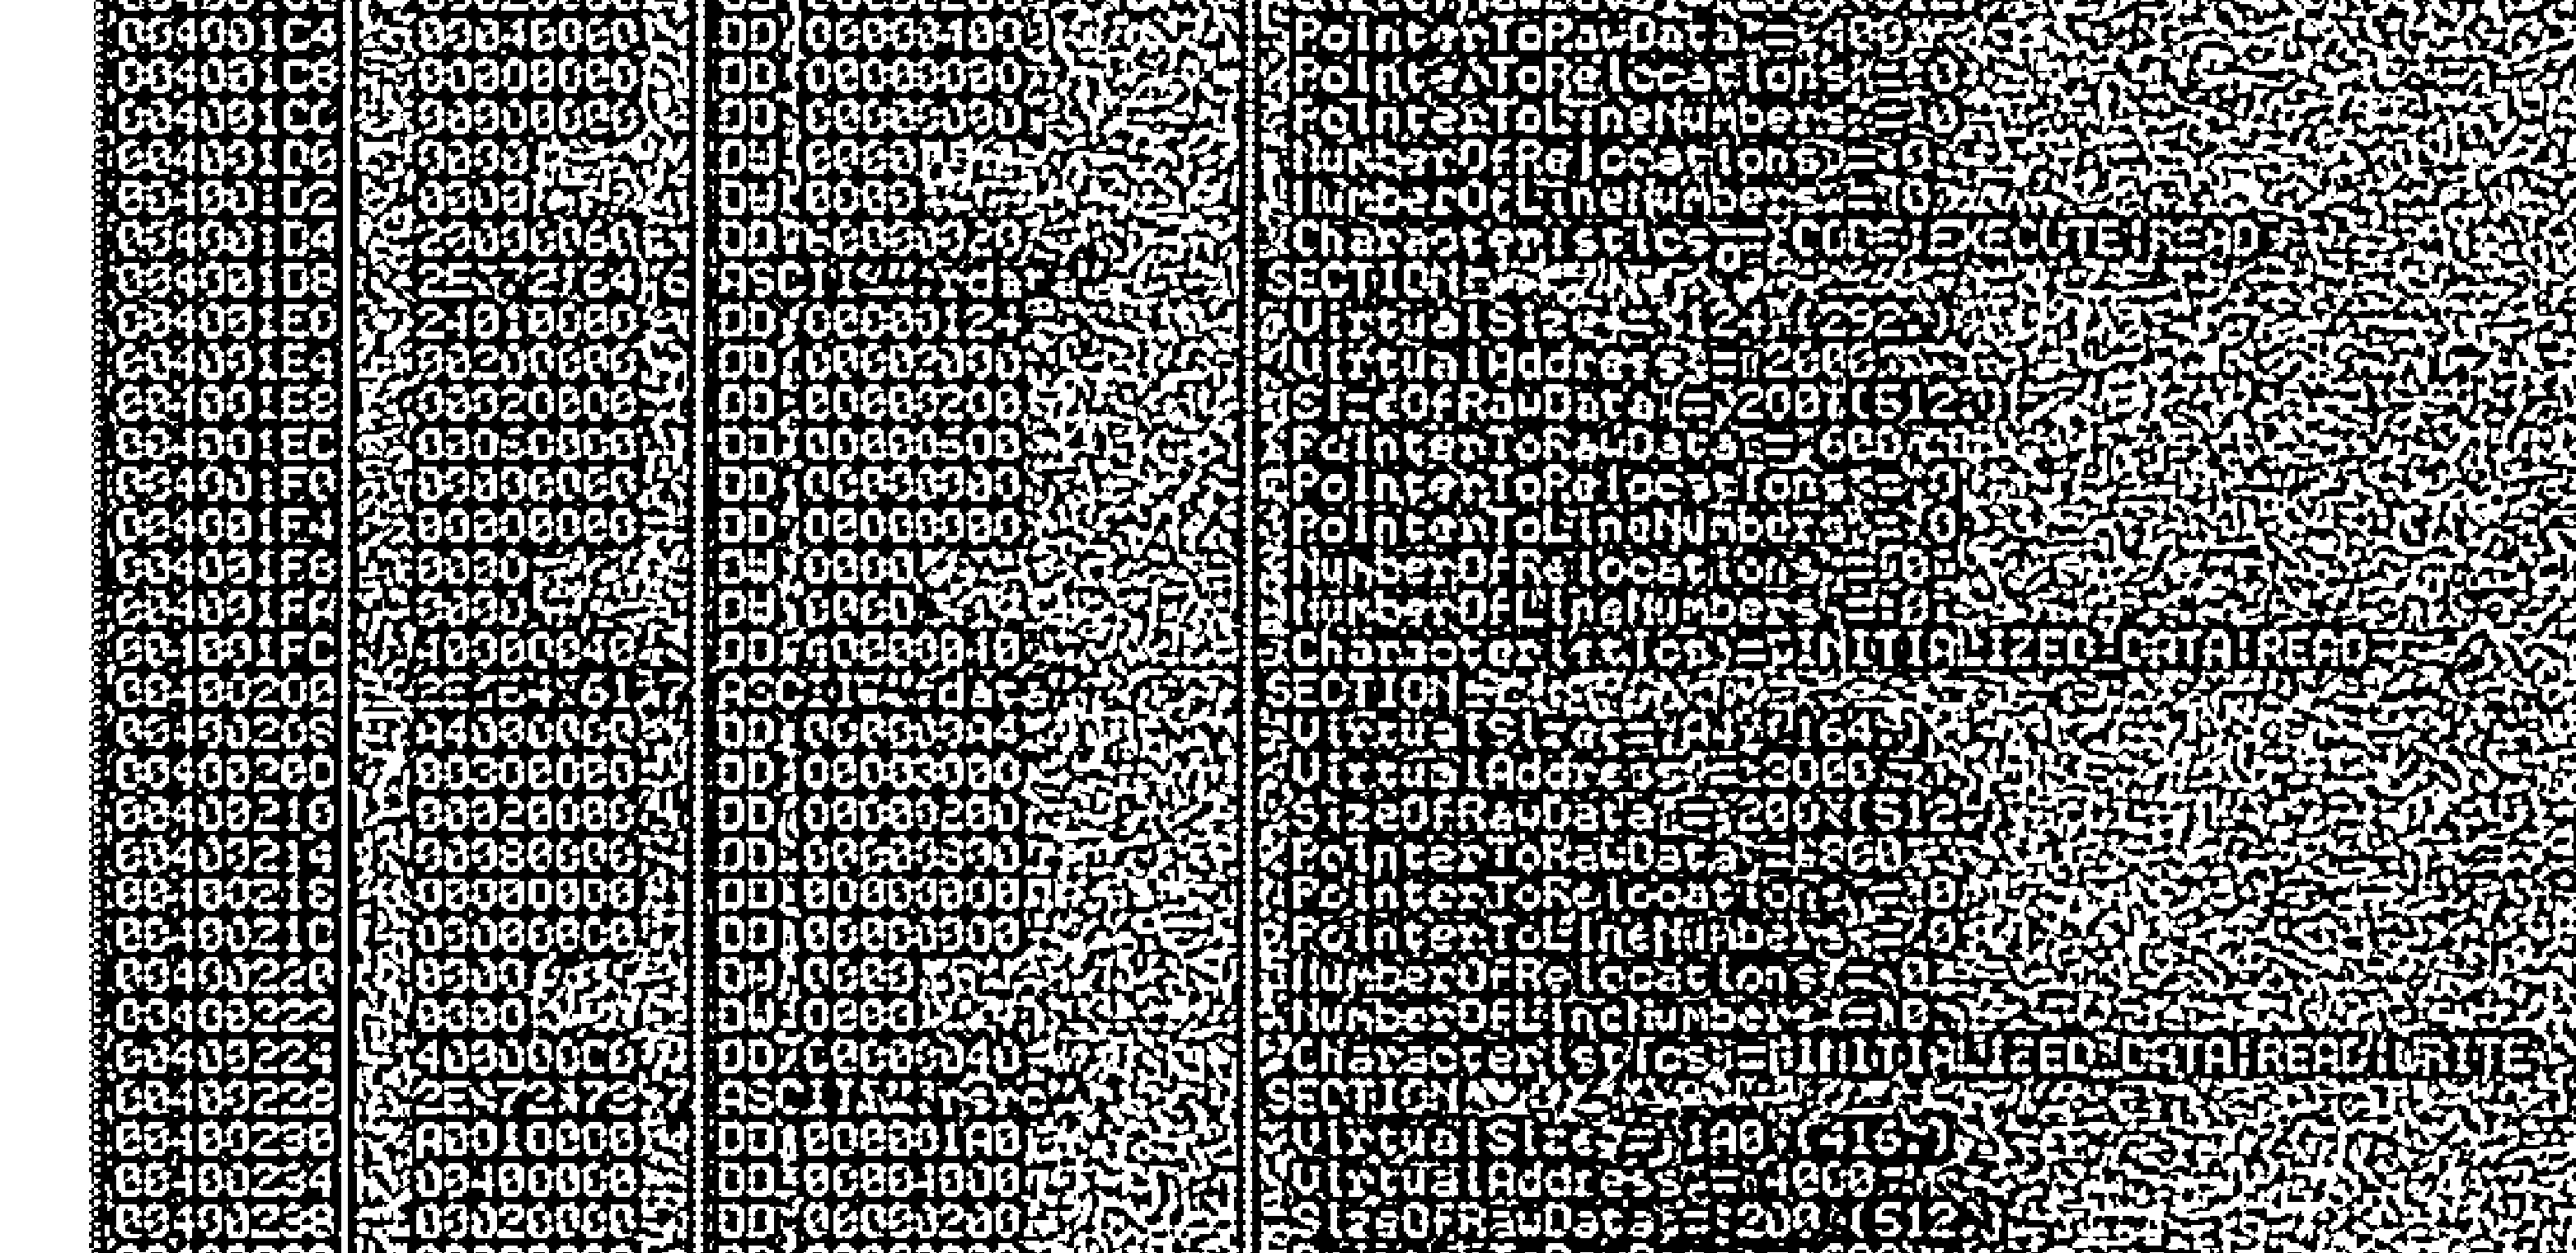 004001C4 00040000 DD 00000400 PointerToRawData = 400
004001C8 00000000 DD 00000000 PointerToRelocations = 0
004001CC 00000000 DD 00000000 PointerToLineNumbers = 0
004001D0 0000 DW 0000 NumberOfRelocations = 0
004001D2 0000 DW 0000 NumberOfLineNumbers = 0
004001D4 20000060 DD 60000020 Characteristics = CODE|EXECUTE|READ
004001D8 2E 72 64 6 ASCII ".rdat" SECTION
004001E0 24010000 DD 00000124 VirtualSize = 124 (292.)
004001E4 00200000 DD 00002000 VirtualAddress = 2000
004001E8 00020000 DD 00000200 SizeOfRawData = 200 (512.)
004001EC 00060000 DD 00000600 PointerToRawData = 600
004001F0 00000000 DD 00000000 PointerToRelocations = 0
004001F4 00000000 DD 00000000 PointerToLineNumbers = 0
004001F8 0000 DW 0000 NumberOfRelocations = 0
004001FA 0000 DW 0000 NumberOfLineNumbers = 0
004001FC 40000040 DD 40000040 Characteristics = INITIALIZED_DATA|READ
00400200 2E 64 61 7 ASCII ".data" SECTION
00400208 A4000000 DD 000000A4 VirtualSize = A4 (164.)
0040020C 00300000 DD 00003000 VirtualAddress = 3000
00400210 00020000 DD 00000200 SizeOfRawData = 200 (512.)
00400214 00080000 DD 00000800 PointerToRawData = 800
00400218 00000000 DD 00000000 PointerToRelocations = 0
0040021C 00000000 DD 00000000 PointerToLineNumbers = 0
00400220 0000 DW 0000 NumberOfRelocations = 0
00400222 0000 DW 0000 NumberOfLineNumbers = 0
00400224 400000C0 DD C0000040 Characteristics = INITIALIZED_DATA|READ|WRITE
00400228 2E 72 73 7 ASCII ".rsrc" SECTION
00400230 A0010000 DD 000001A0 VirtualSize = 1A0 (416.)
00400234 00400000 DD 00004000 VirtualAddress = 4000
00400238 00020000 DD 00000200 SizeOfRawData = 200 (512.)